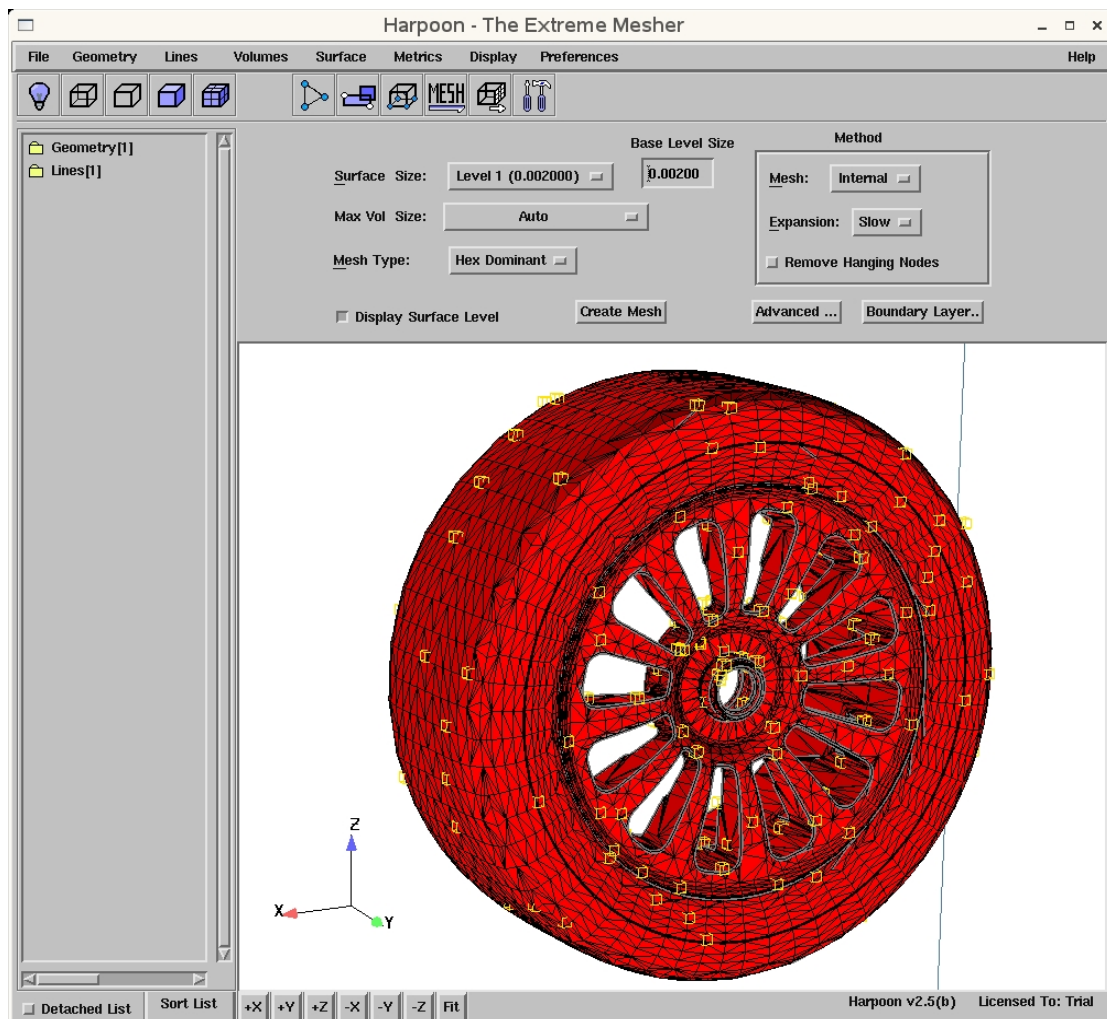 Harpoon - The Extreme Mesher
File Geometry Lines Volumes Surface Metrics Display Preferences Help
MESH
Geometry[1]
Lines[1]
Base Level Size
Method
Surface Size: Level 1 (0.002000) 0.00200
Mesh: Internal
Max Vol Size: Auto
Expansion: Slow
Mesh Type: Hex Dominant
Remove Hanging Nodes
Display Surface Level
Create Mesh
Advanced ...
Boundary Layer..
Z
X
Y
Detached List Sort List +X +Y +Z -X -Y -Z Fit Harpoon v2.5(b) Licensed To: Trial